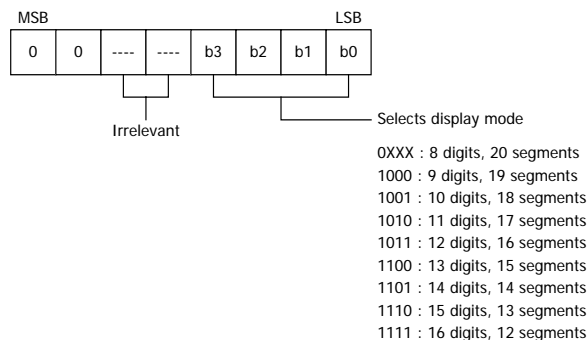 MSB LSB
0 0 ---- ---- b3 b2 b1 b0
Irrelevant
Selects display mode
0XXX : 8 digits, 20 segments
1000 : 9 digits, 19 segments
1001 : 10 digits, 18 segments
1010 : 11 digits, 17 segments
1011 : 12 digits, 16 segments
1100 : 13 digits, 15 segments
1101 : 14 digits, 14 segments
1110 : 15 digits, 13 segments
1111 : 16 digits, 12 segments